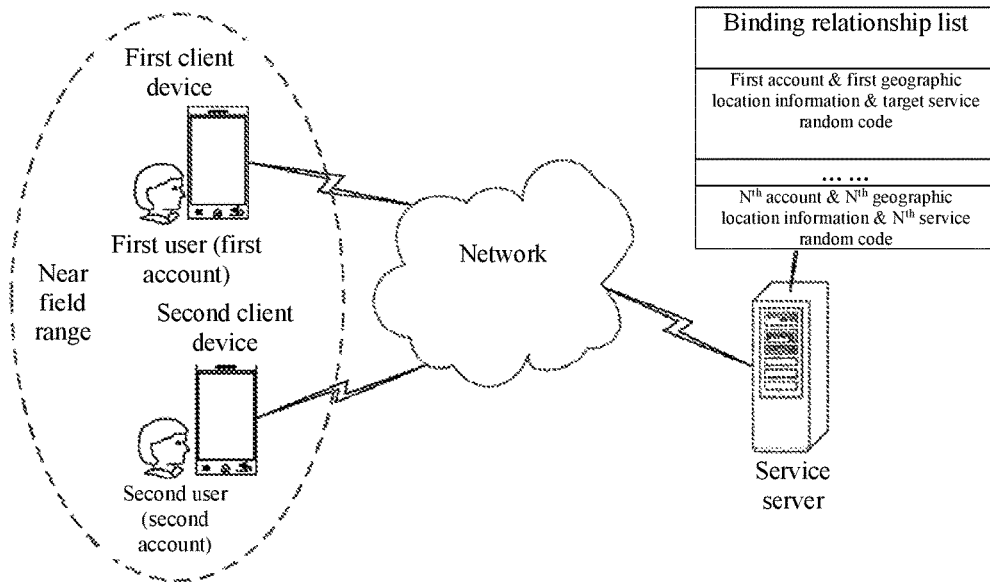 Binding relationship list
First account & first geographic
location information & target service
random code
... ...
Nth account & Nth geographic
location information & Nth service
random code
First client
device
First user (first
account)
Near
field
range
Second client
device
Second user
(second
account)
Network
Service
server